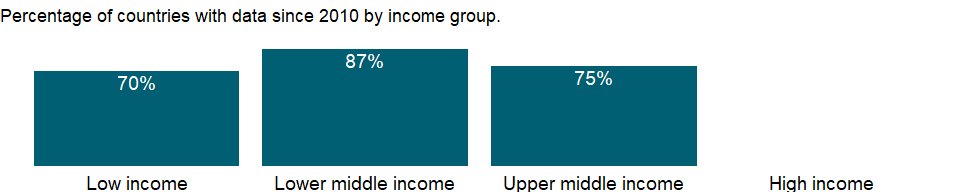 Percentage of countries with data since 2010 by income group.
70%
87%
75%
Low income
Lower middle income
Upper middle income
High income